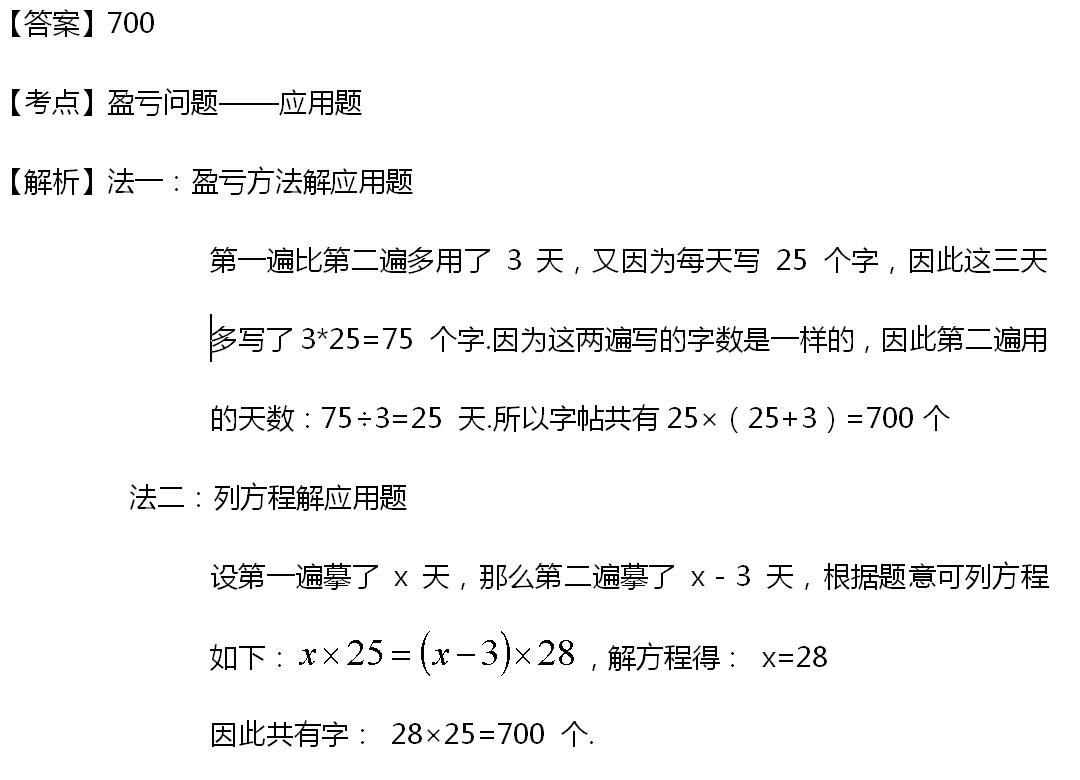 【答案】700
【考点】盈亏问题——应用题
【解析】法一：盈亏方法解应用题
第一遍比第二遍多用了 3 天，又因为每天写 25 个字，因此这三天
多写了3*25=75 个字.因为这两遍写的字数是一样的，因此第二遍用
的天数：75÷3=25 天.所以字帖共有25×（25+3）=700个
法二：列方程解应用题
设第一遍摹了 x 天，那么第二遍摹了 x-3 天，根据题意可列方程
如下：x×25=(x-3)×28，解方程得： x=28
因此共有字： 28×25=700 个.